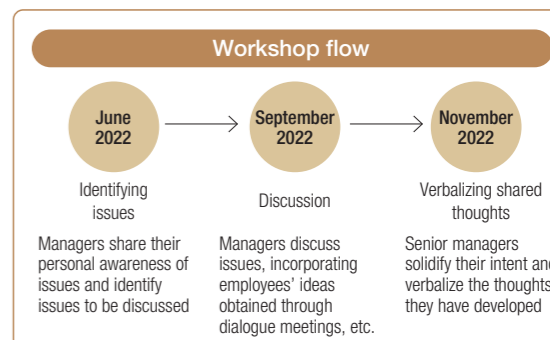 Workshop flow
June
2022
September
2022
November
2022
Identifying
issues
Discussion
Verbalizing shared
thoughts
Managers share their
personal awareness of
issues and identify
issues to be discussed
Managers discuss
issues, incorporating
employees' ideas
obtained through
dialogue meetings, etc.
Senior managers
solidify their intent and
verbalize the thoughts
they have developed